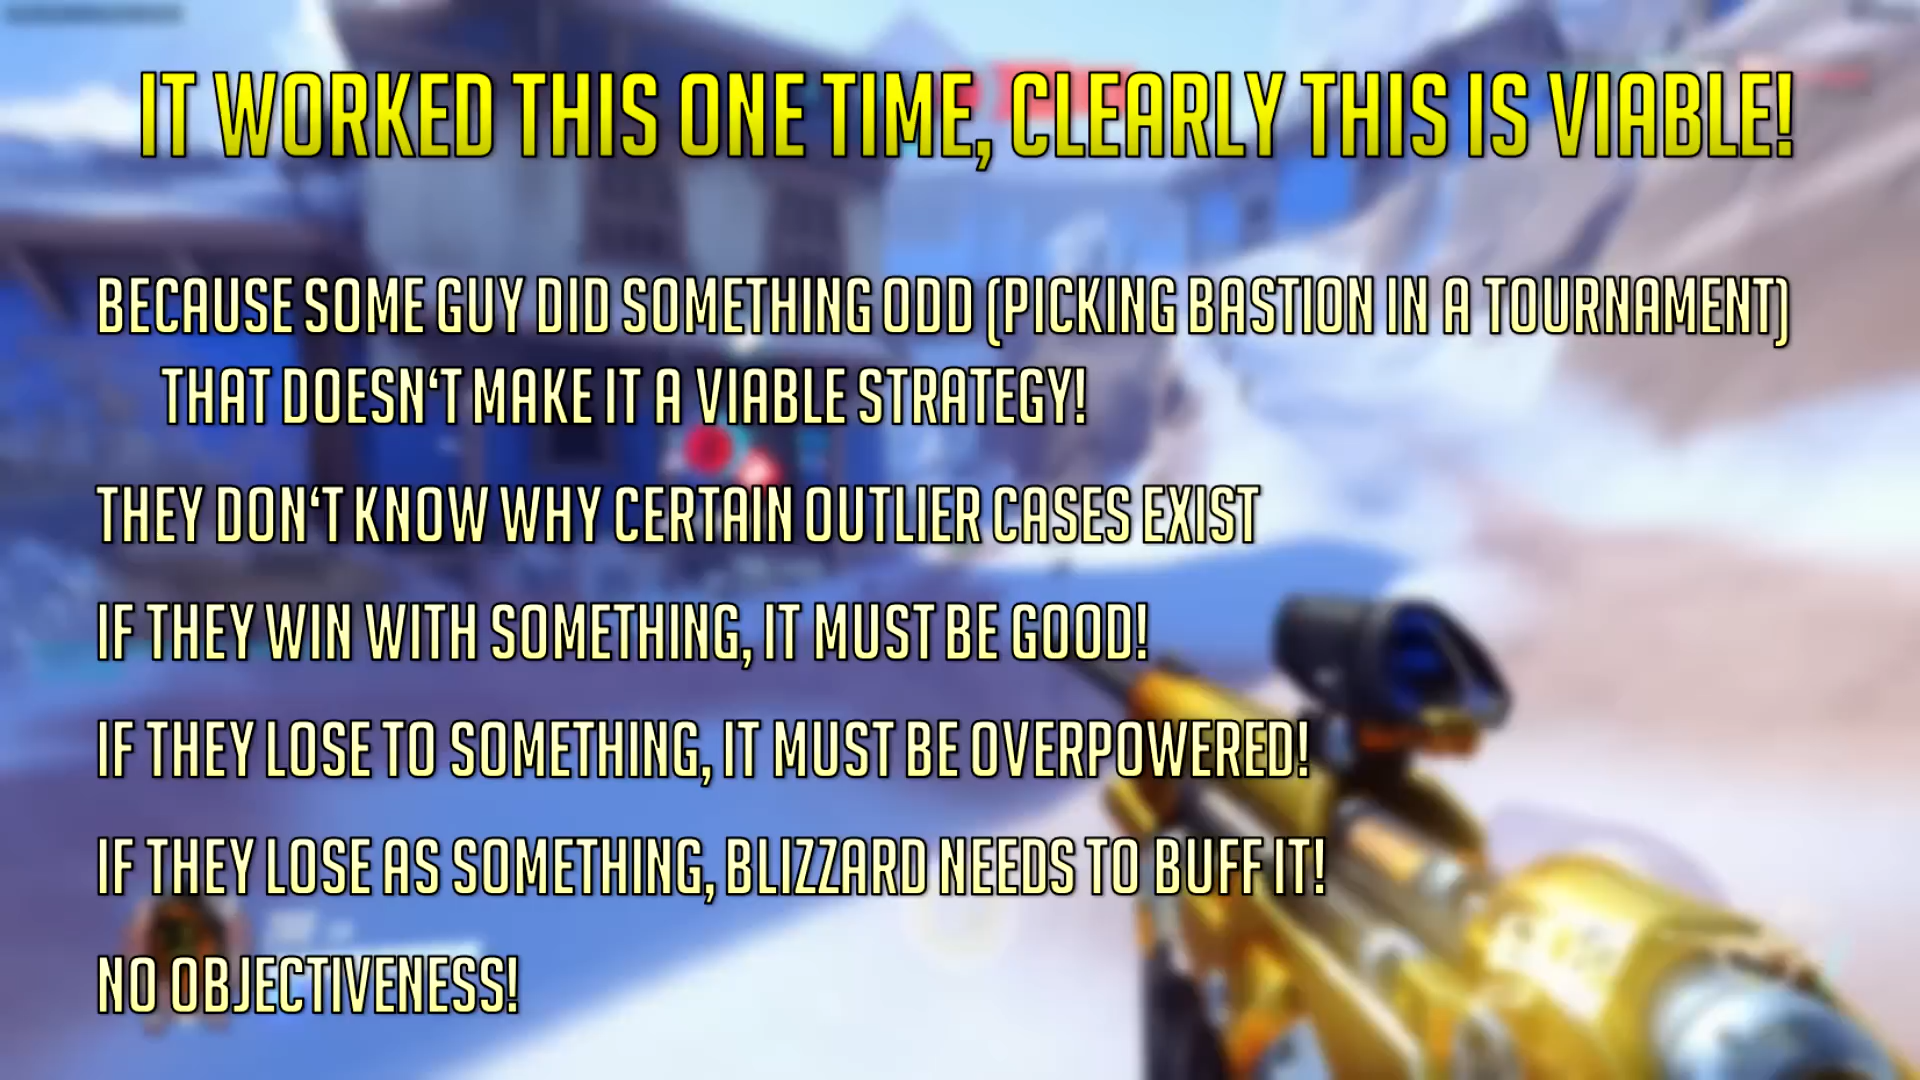 IT WORKED THIS ONE TIME, CLEARLY THIS IS VIABLE!
BECAUSE SOME GUY DID SOMETHING ODD (PICKING BASTION IN A TOURNAMENT)
THAT DOESN‘T MAKE IT A VIABLE STRATEGY!
THEY DON‘T KNOW WHY CERTAIN OUTLIER CASES EXIST
IF THEY WIN WITH SOMETHING, IT MUST BE GOOD!
IF THEY LOSE TO SOMETHING, IT MUST BE OVERPOWERED!
IF THEY LOSE AS SOMETHING, BLIZZARD NEEDS TO BUFF IT!
NO OBJECTIVENESS!